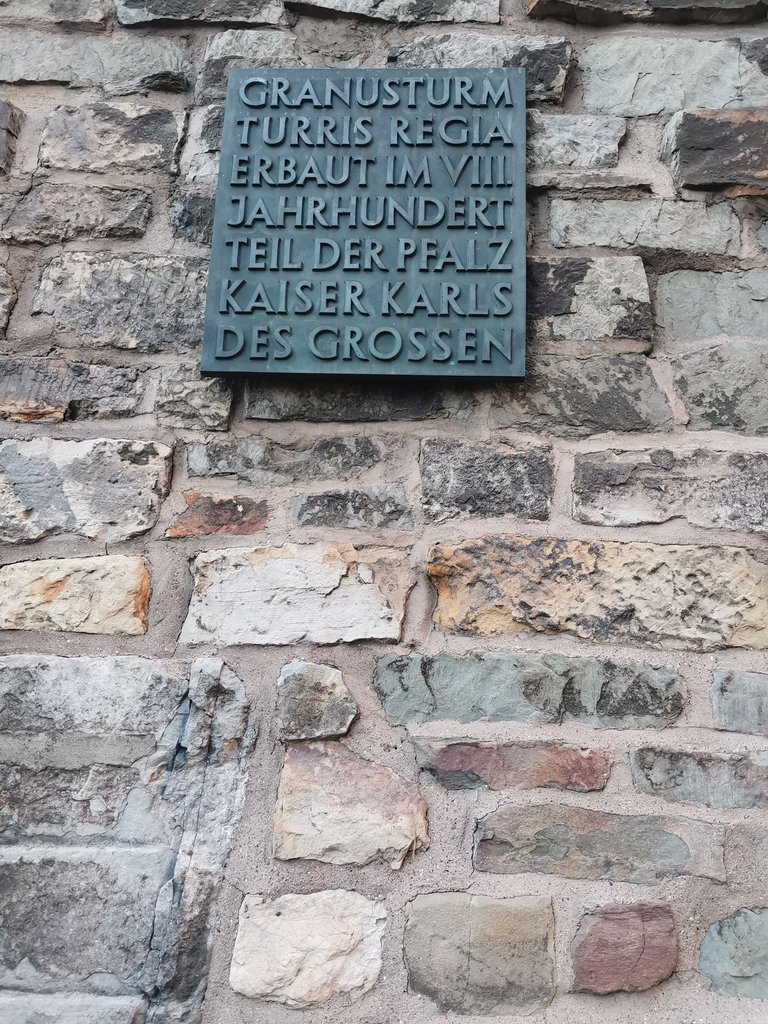 GRANUSTURM
TURRIS REGIA
ERBAUT IM VIII
JAHRHUNDERT
TEIL DER PFALZ
KAISER KARLS
DES GROSSEN